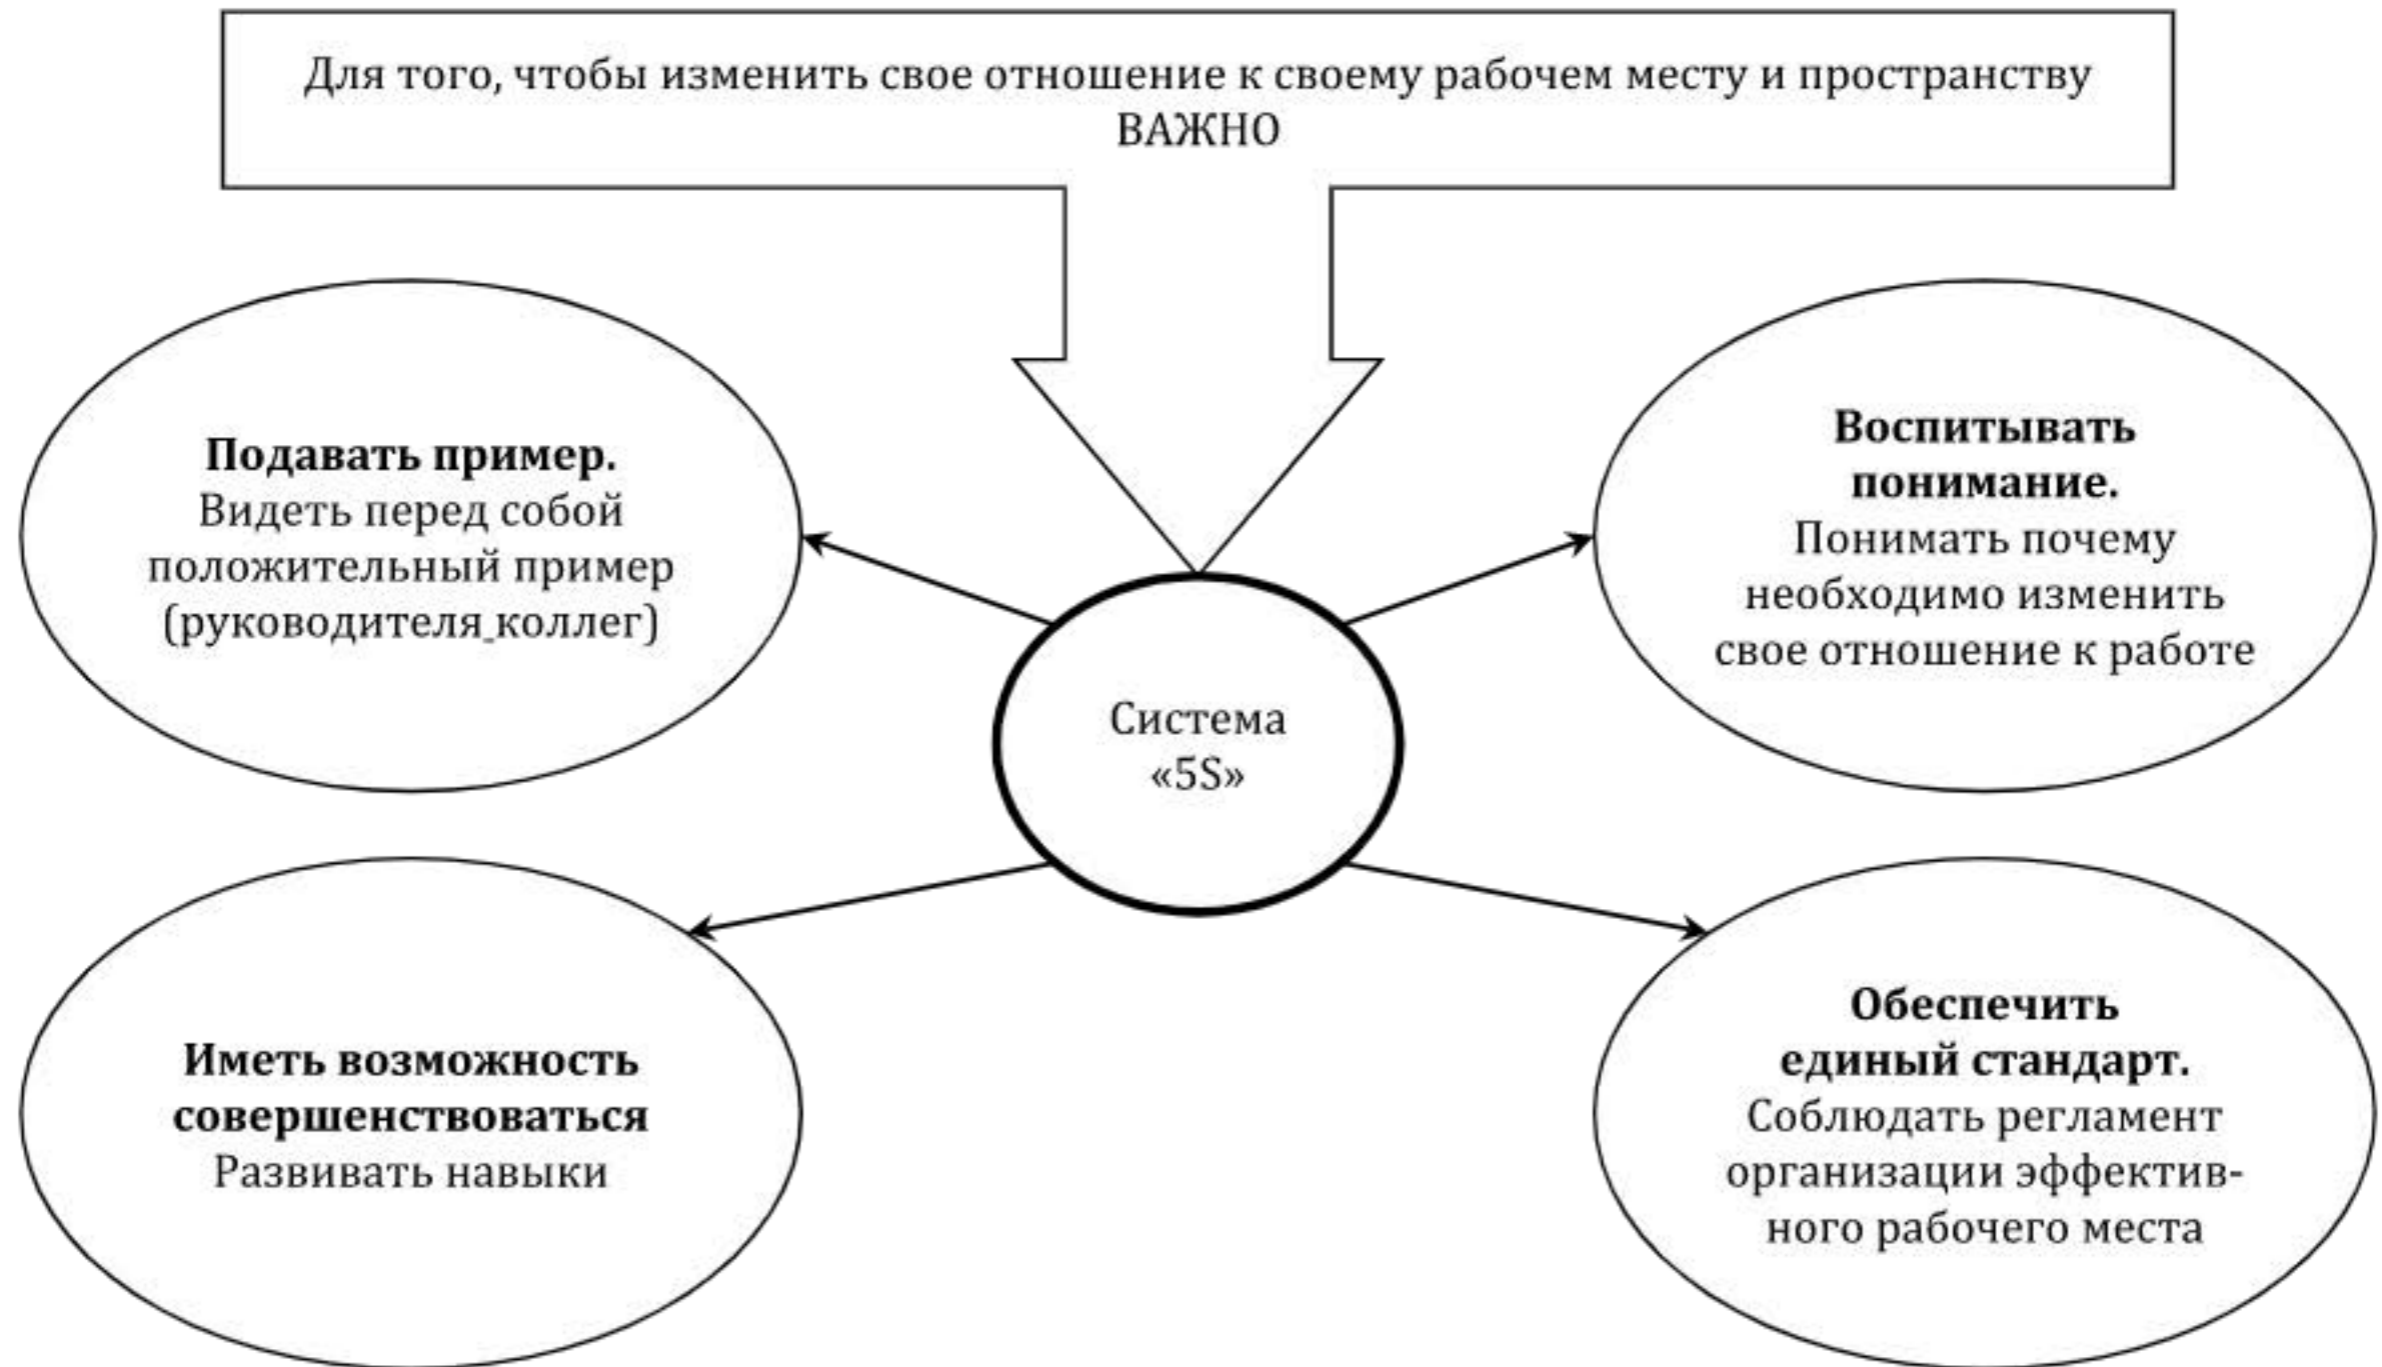 Для того, чтобы изменить свое отношение к своему рабочем месту и пространству
ВАЖНО
Подавать пример.
Видеть перед собой
положительный пример
(руководителя_коллег)
Воспитывать
понимание.
Понимать почему
необходимо изменить
свое отношение к работе
Система
«5S»
Иметь возможность
совершенствоваться
Развивать навыки
Обеспечить
единый стандарт.
Соблюдать регламент
организации эффектив-
ного рабочего места